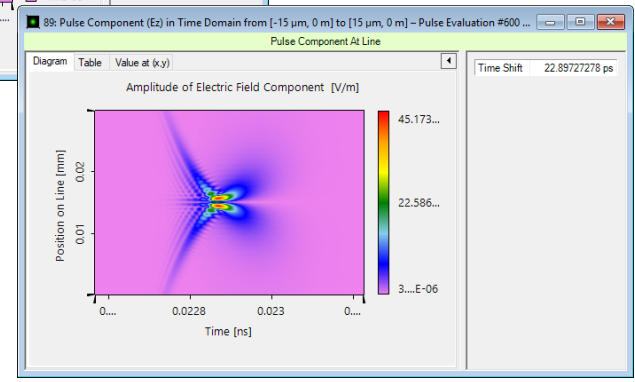 89: Pulse Component (Ez) in Time Domain from [-15 µm, 0 m] to [15 µm, 0 m] – Pulse Evaluation #600 ...
Pulse Component At Line
Diagram Table Value at (x,y)
Time Shift 22.89727278 ps
Amplitude of Electric Field Component [V/m]
45.173...
0.02
22.586...
0.01
Position on Line [mm]
3....E-06
0.... 0.0228 0.023 0....
Time [ns]